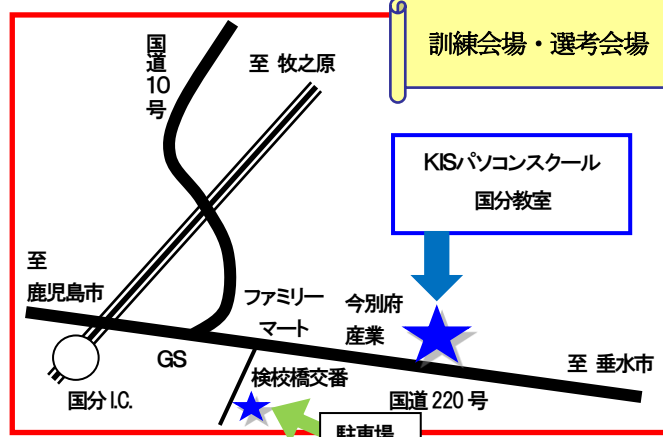 訓練会場・選考会場
国道10号
至 牧之原
KISパソコンスクール
国分教室
至
鹿児島市
ファミリー
マート
今別府
産業
GS
至 垂水市
国分 I.C.
検校橋交番
国道 220 号
駐車場